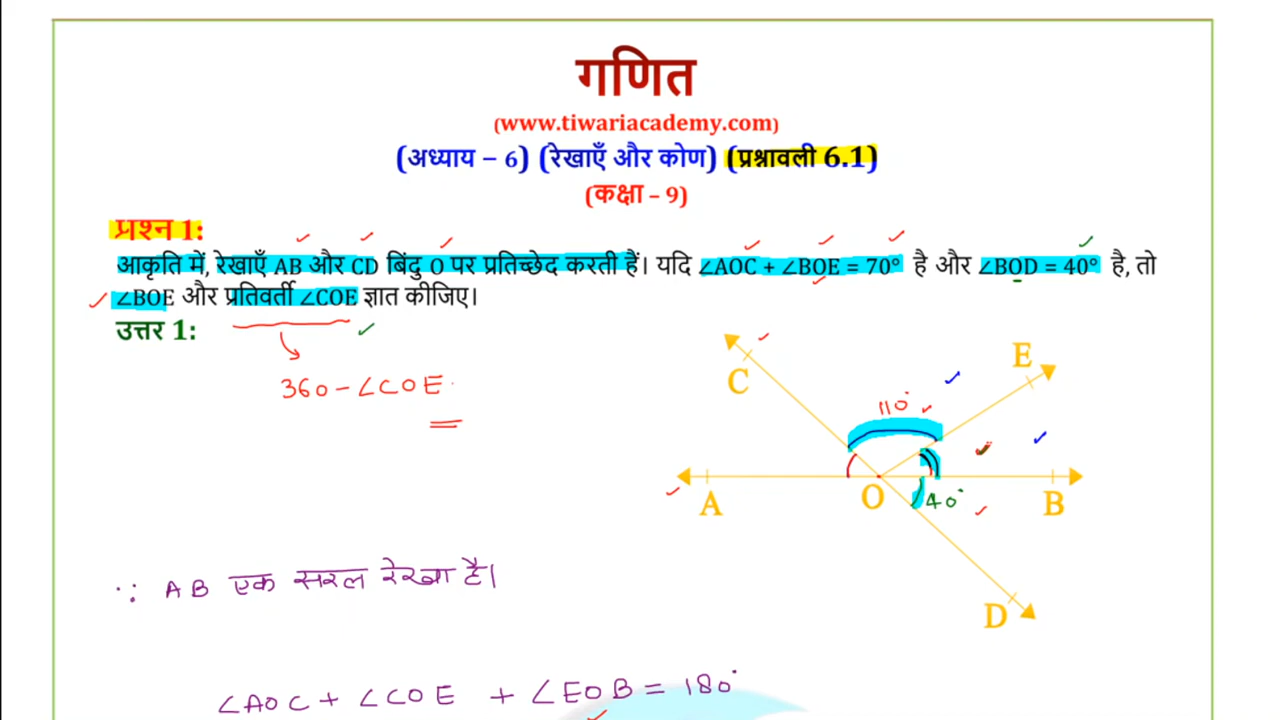 गणित
(www.tiwariacademy.com)
(अध्याय – 6) (रेखाएँ और कोण) (प्रश्नावली 6.1)
(कक्षा – 9)
प्रश्न 1:
आकृति में, रेखाएँ AB और CD बिंदु O पर प्रतिच्छेद करती हैं। यदि ∠AOC + ∠BOE = 70° है और ∠BOD = 40° है, तो
∠BOE और प्रतिवर्ती ∠COE ज्ञात कीजिए।
उत्तर 1:
360 - ∠COE
C
E
110°
A
O
40°
B
D
∵ AB एक सरल रेखा है।
∠AOC + ∠COE + ∠EOB = 180°